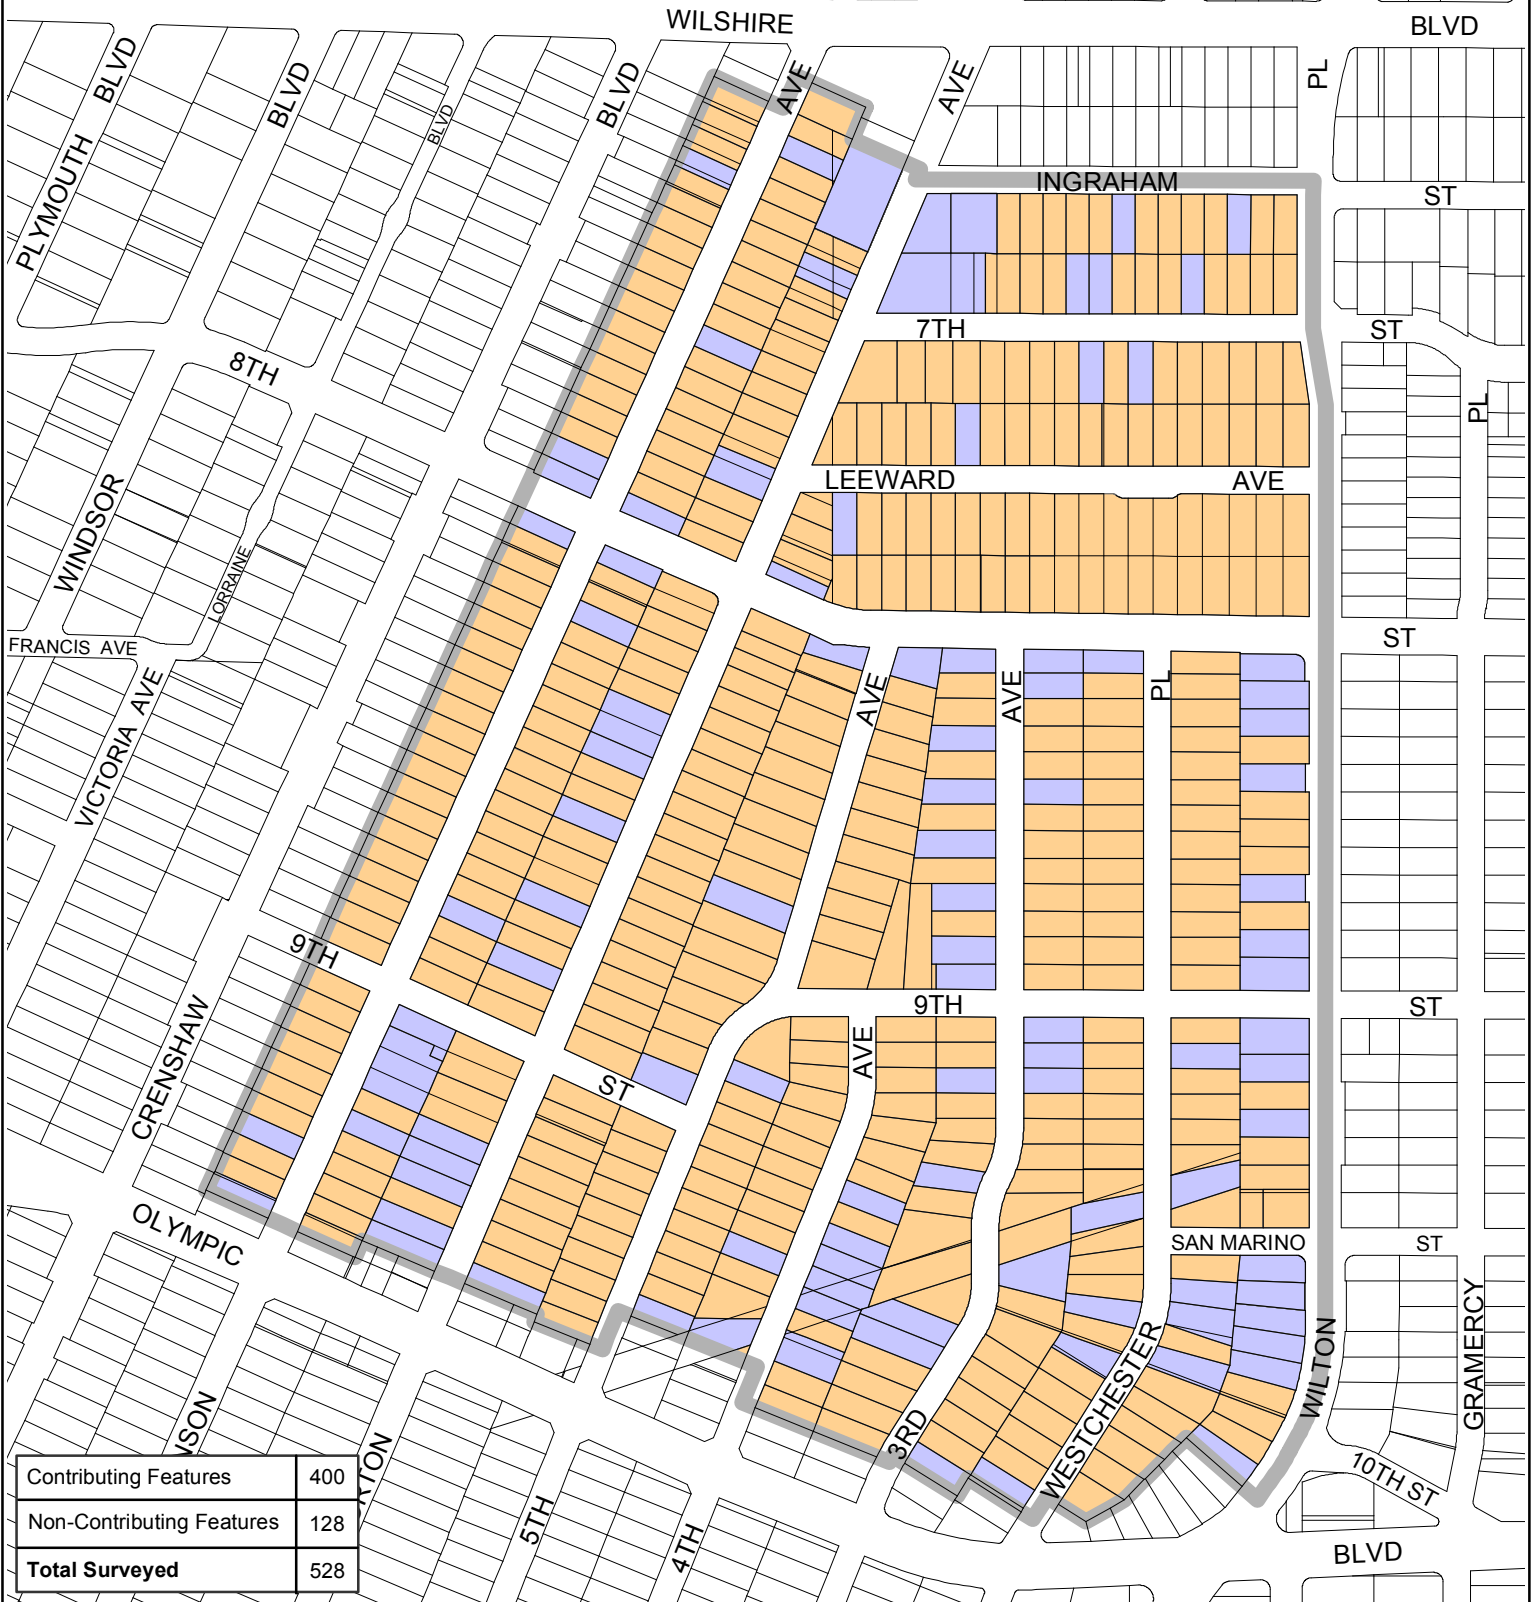 WILSHIRE
BLVD
BLVD
BLVD
BLVD
BLVD
AVE
AVE
PL
PLYMOUTH
INGRAHAM
ST
7TH
ST
8TH
PL
LEEWARD
AVE
WINDSOR
LORRAINE
FRANCIS AVE
ST
VICTORIA AVE
AVE
AVE
PL
9TH
9TH
ST
CRENSHAW
AVE
ST
OLYMPIC
SAN MARINO
ST
WILTON
GRAMERCY
WESTCHESTER
3RD
NSON
RTON
10TH ST
5TH
4TH
BLVD
Contributing Features 400
Non-Contributing Features 128
Total Surveyed 528